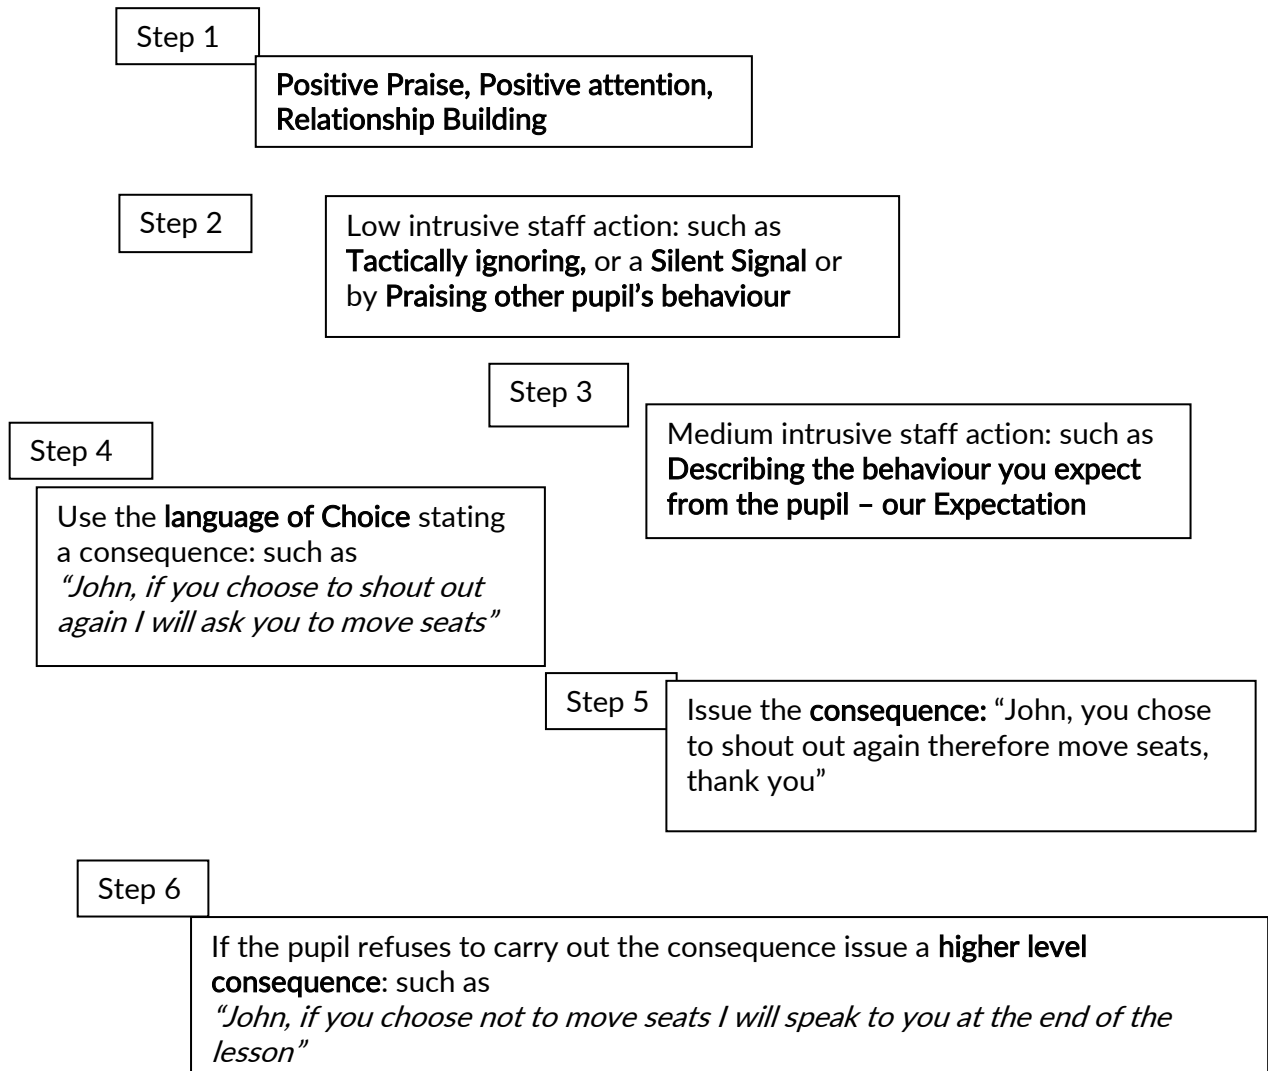 Step 1
Positive Praise, Positive attention,
Relationship Building
Step 2
Low intrusive staff action: such as
Tactically ignoring, or a Silent Signal or
by Praising other pupil’s behaviour
Step 3
Medium intrusive staff action: such as
Describing the behaviour you expect
from the pupil – our Expectation
Step 4
Use the language of Choice stating
a consequence: such as
“John, if you choose to shout out
again I will ask you to move seats”
Step 5
Issue the consequence: “John, you chose
to shout out again therefore move seats,
thank you”
Step 6
If the pupil refuses to carry out the consequence issue a higher level
consequence: such as
“John, if you choose not to move seats I will speak to you at the end of the
lesson”